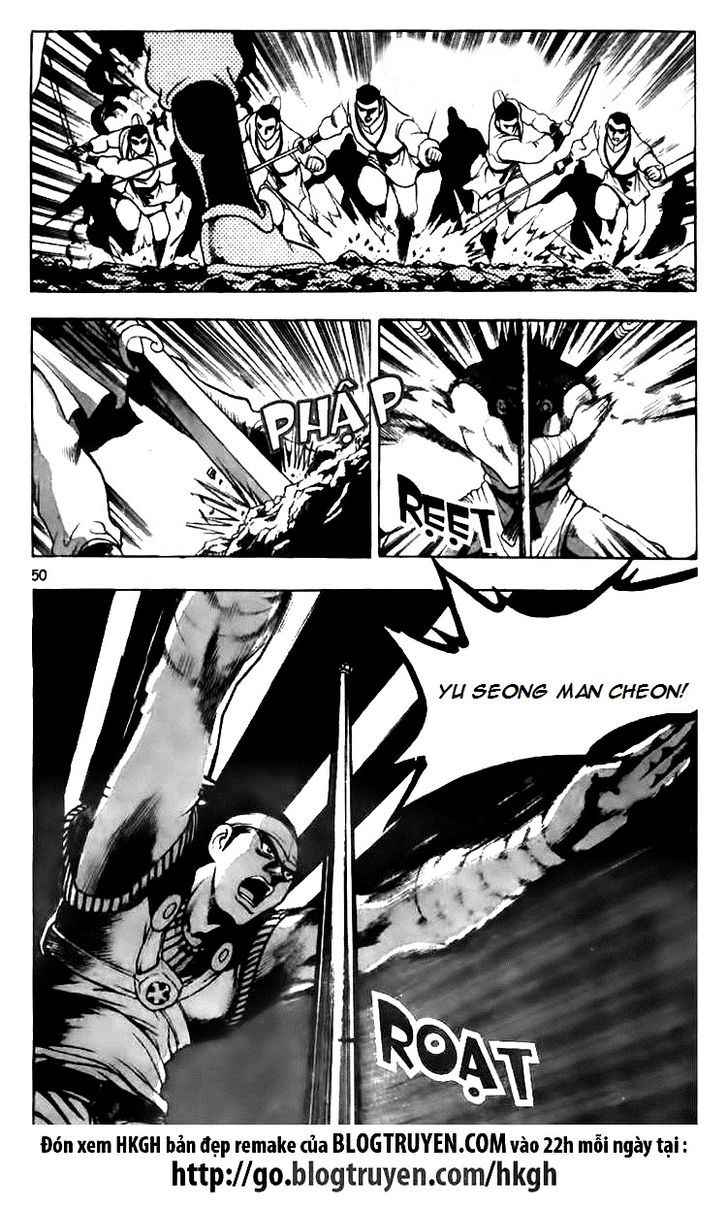 PHẬP
RẸẸT
50
YU SEONG MAN CHEON!
ROẠT
Đón xem HKGH bản đẹp remake của BLOGTRUYEN.COM vào 22h mỗi ngày tại :
http://go.blogtruyen.com/hkgh